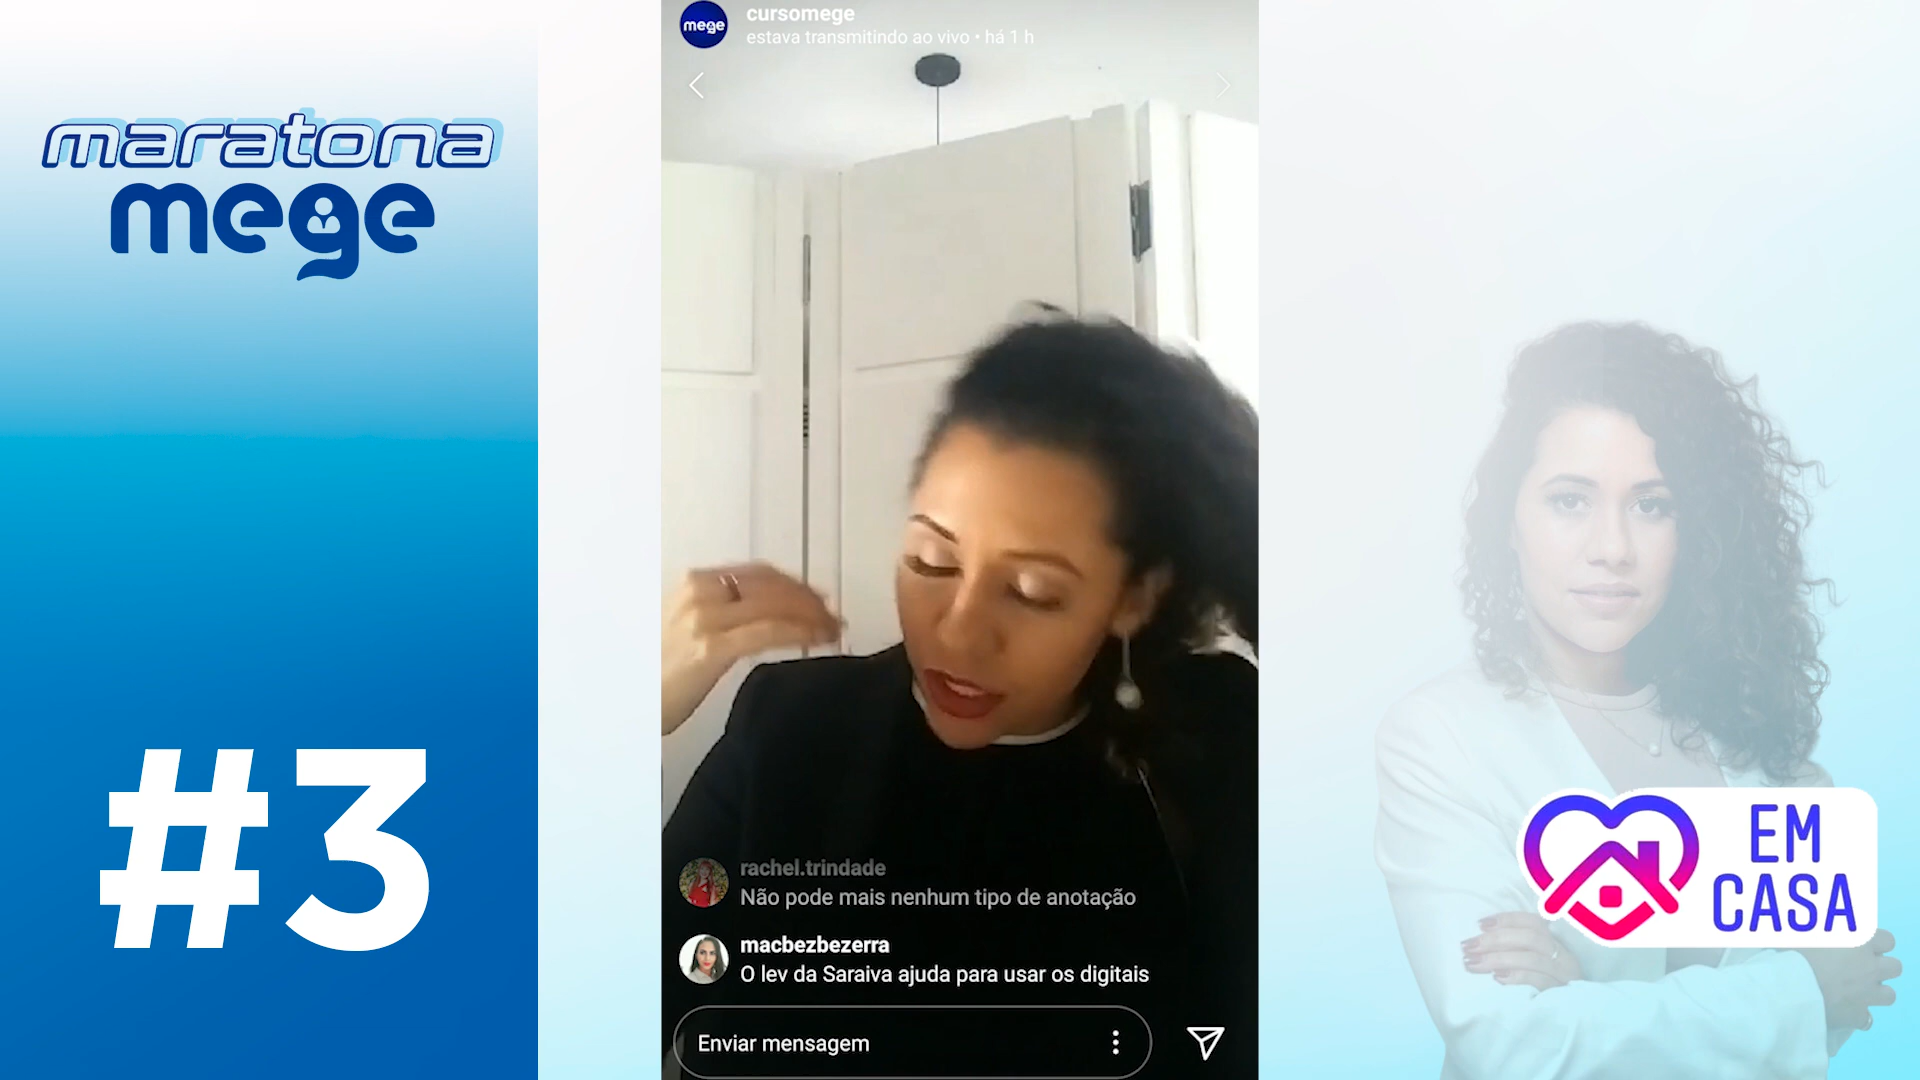 maratona
mege
#3
mege
cursomege
estava transmitindo ao vivo • há 1 h
rachel.trindade
Não pode mais nenhum tipo de anotação
macbezbezerra
O lev da Saraiva ajuda para usar os digitais
Enviar mensagem
EM
CASA